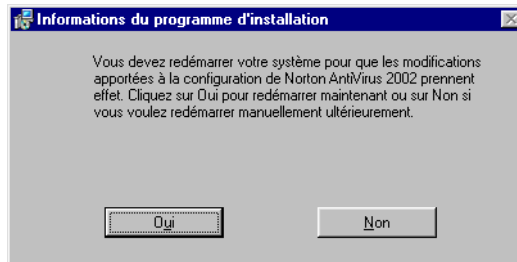 Informations du programme d'installation
Vous devez redémarrer votre système pour que les modifications
apportées à la configuration de Norton AntiVirus 2002 prennent
effet. Cliquez sur Oui pour redémarrer maintenant ou sur Non si
vous voulez redémarrer manuellement ultérieurement.
Oui
Non